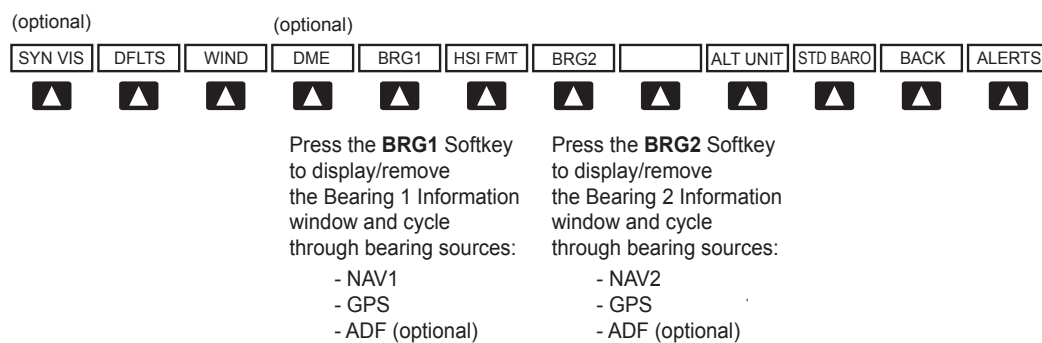 (optional) (optional)
SYN VIS DFLTS WIND DME BRG1 HSI FMT BRG2 ALT UNIT STD BARO BACK ALERTS
Press the BRG1 Softkey
to display/remove
the Bearing 1 Information
window and cycle
through bearing sources:
- NAV1
- GPS
- ADF (optional)
Press the BRG2 Softkey
to display/remove
the Bearing 2 Information
window and cycle
through bearing sources:
- NAV2
- GPS
- ADF (optional)